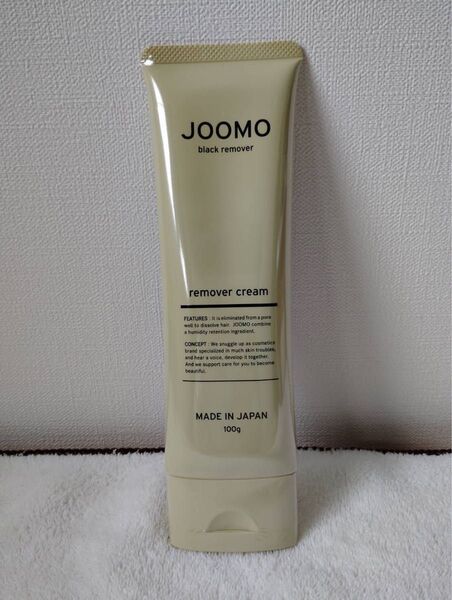 JOOMO
black remover
remover cream
FEATURES : It is eliminated from a pore
well to dissolve hair. JOOMO combine
a humidity retention ingredient.
CONCEPT : We snuggle up as cosmetics
brand specialized in much skin troubles,
and hear a voice, develop it together.
And we support care for you to become
beautiful.
MADE IN JAPAN
100g